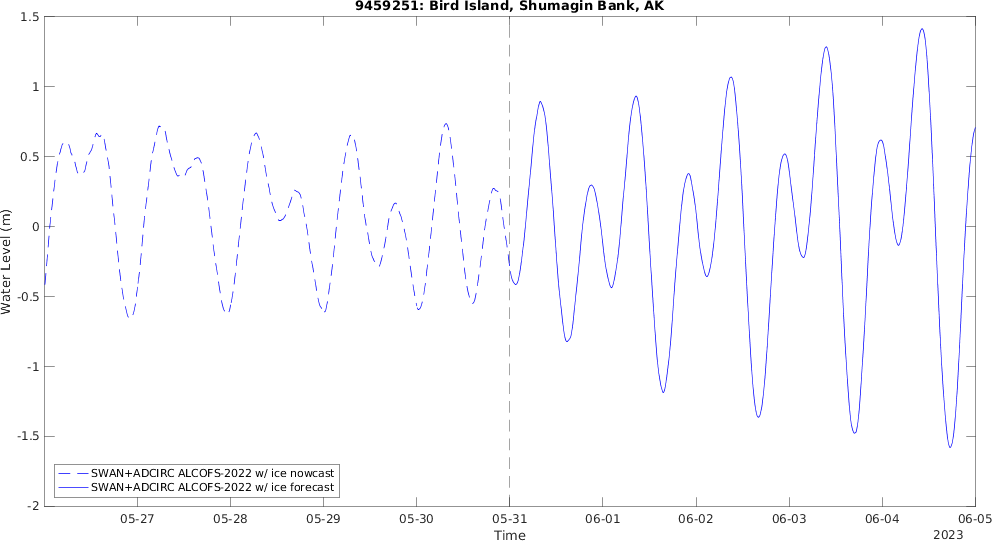 9459251: Bird Island, Shumagin Bank, AK
1.5
1
0.5
0
-0.5
-1
-1.5
-2
Water Level (m)
SWAN+ADCIRC ALCOFS-2022 w/ ice nowcast
SWAN+ADCIRC ALCOFS-2022 w/ ice forecast
05-27 05-28 05-29 05-30 05-31 06-01 06-02 06-03 06-04 06-05
Time
2023